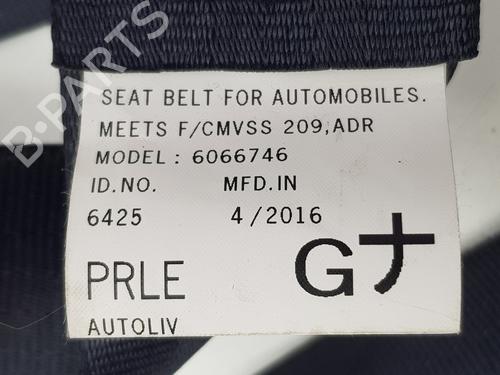 SEAT BELT FOR AUTOMOBILES.
MEETS F/CMVSS 209,ADR
MODEL : 6066746
ID.NO. MFD.IN
6425 4/2016
PRLE G
AUTOLIV
B-PARTS